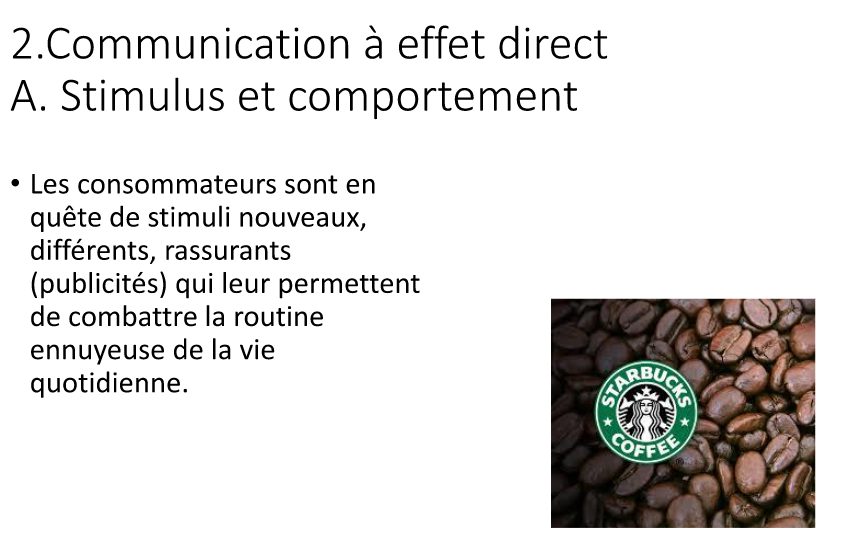 2.Communication à effet direct
A. Stimulus et comportement
• Les consommateurs sont en
quête de stimuli nouveaux,
différents, rassurants
(publicités) qui leur permettent
de combattre la routine
ennuyeuse de la vie
quotidienne.
STARBUCKS
COFFEE